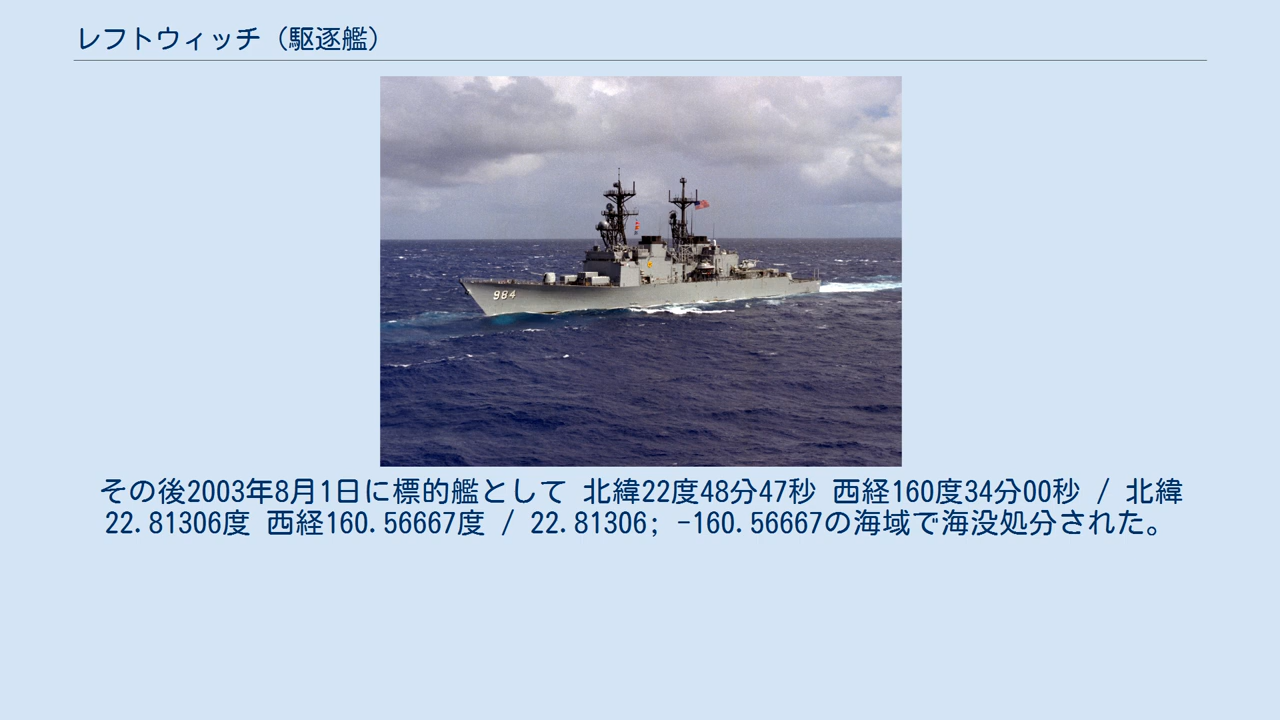 レフトウィッチ（駆逐艦）
984
その後2003年8月1日に標的艦として 北緯22度48分47秒 西経160度34分00秒 / 北緯
22.81306度 西経160.56667度 / 22.81306; -160.56667の海域で海没処分された。